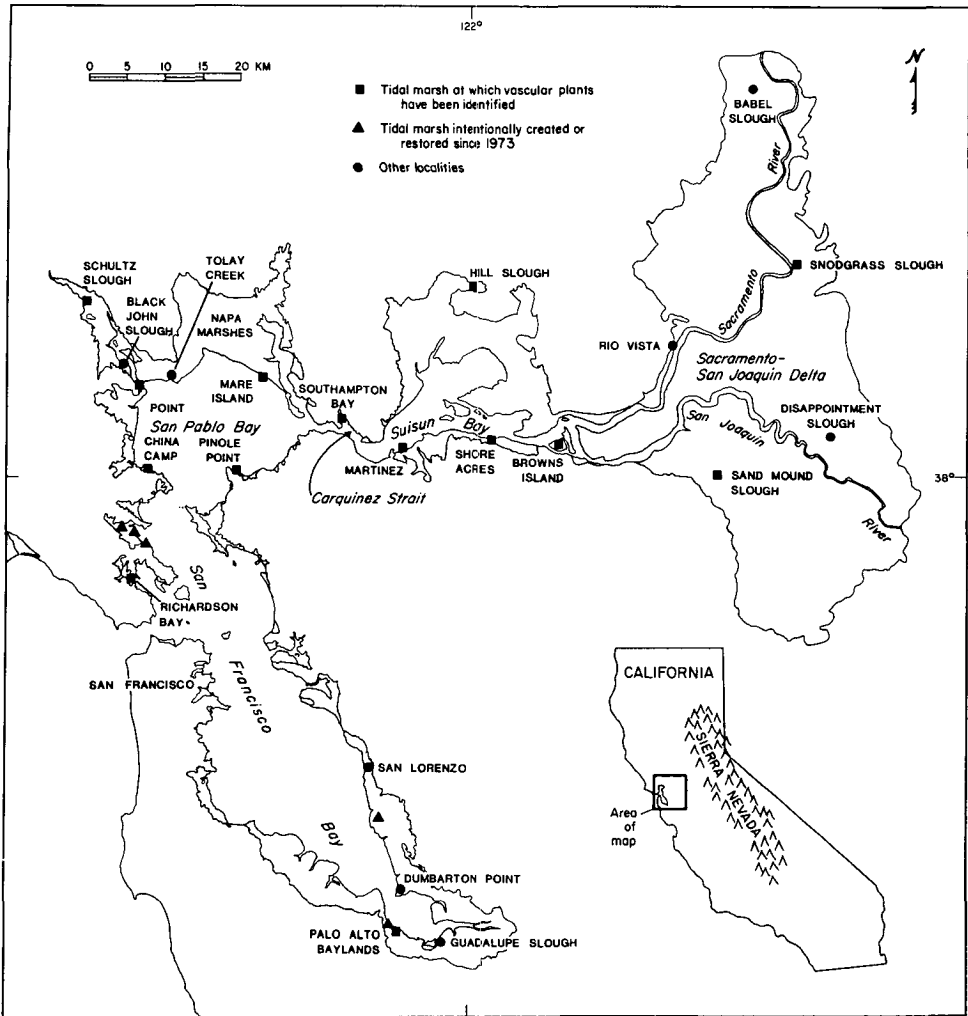 122°
0 5 10 15 20 KM
N
■ Tidal marsh at which vascular plants
have been identified
▲ Tidal marsh intentionally created or
restored since 1973
● Other localities
BABEL
SLOUGH
River
Sacramento
SNODGRASS SLOUGH
SCHULTZ
SLOUGH
TOLAY
CREEK
BLACK
JOHN
SLOUGH
NAPA
MARSHES
HILL SLOUGH
RIO VISTA
Sacramento-
San Joaquin Delta
MARE
ISLAND
SOUTHAMPTON
BAY
Suisun
Bay
San Joaquin
River
DISAPPOINTMENT
SLOUGH
POINT
San Pablo Bay
CHINA
CAMP
PINOLE
POINT
MARTINEZ
SHORE
ACRES
BROWNS
ISLAND
SAND MOUND
SLOUGH
38°
Carquinez Strait
San
Francisco
Bay
RICHARDSON
BAY
SAN FRANCISCO
SAN LORENZO
DUMBARTON POINT
PALO ALTO
BAYLANDS
GUADALUPE SLOUGH
CALIFORNIA
SIERRA NEVADA
Area
of
map